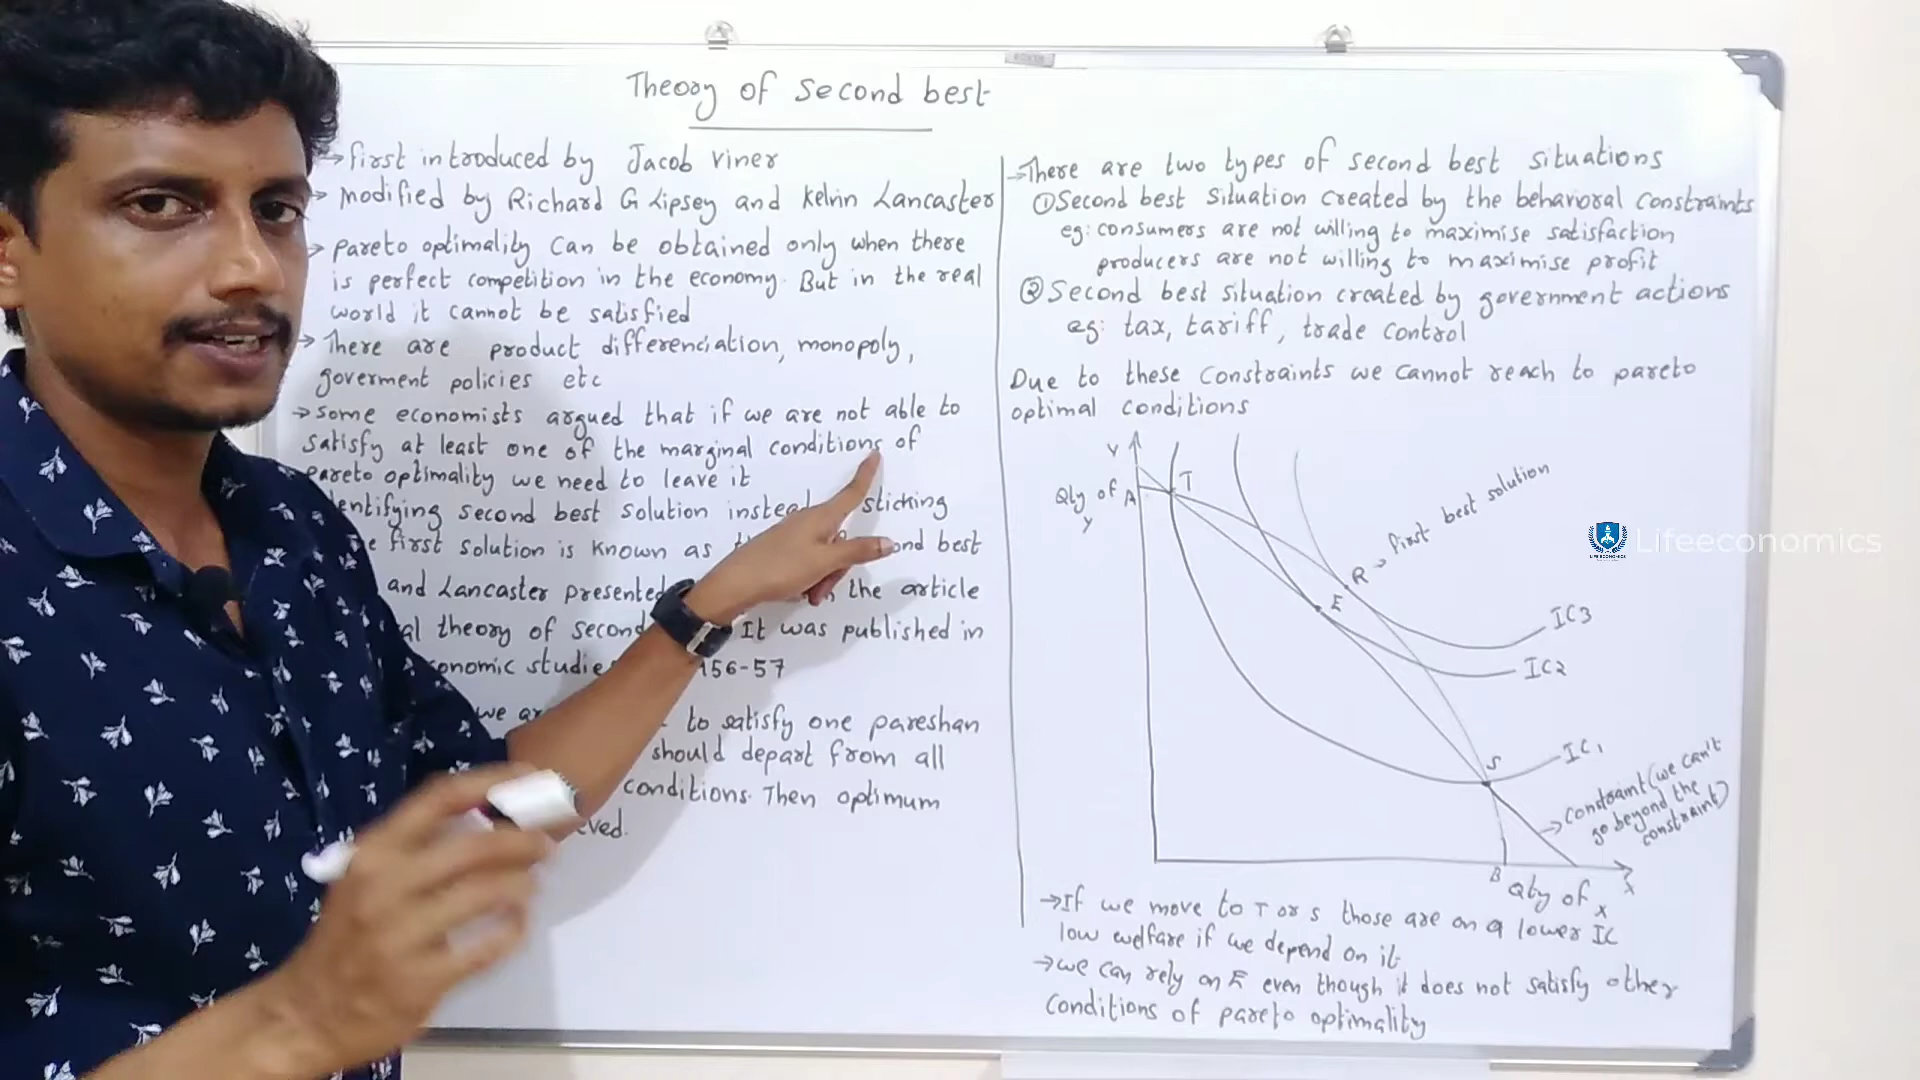 Theory of second best
→ first introduced by Jacob viner
→ modified by Richard G Lipsey and Kelvin Lancaster
→ pareto optimality can be obtained only when there
is perfect competition in the economy. But in the real
world it cannot be satisfied
→ There are product differenciation, monopoly,
goverment policies etc
→ some economists argued that if we are not able to
satisfy at least one of the marginal conditions of
pareto optimality we need to leave it
entifying second best solution instead sticking
first solution is known as ond best
and Lancaster presented the article
al theory of second It was published in
onomic studies 156-57
we to satisfy one pareshan
should depart from all
conditions. Then optimum
eved.
→ There are two types of second best situations
① Second best situation created by the behavioral constraints
eg: consumers are not willing to maximise satisfaction
producers are not willing to maximise profit
② Second best situation created by government actions
eg: tax, tariff, trade control
Due to these constraints we cannot reach to pareto
optimal conditions
Y
Qty of Y
A
T
R → first best solution
E
IC3
IC2
S
IC1
→ constraint (we can't
go beyond the
constraint)
B
Qty of X
X
→ If we move to T or S those are on a lower IC
low welfare if we depend on it.
→ we can rely on E even though it does not satisfy other
conditions of pareto optimality
Lifeeconomics
LIFE ECONOMICS